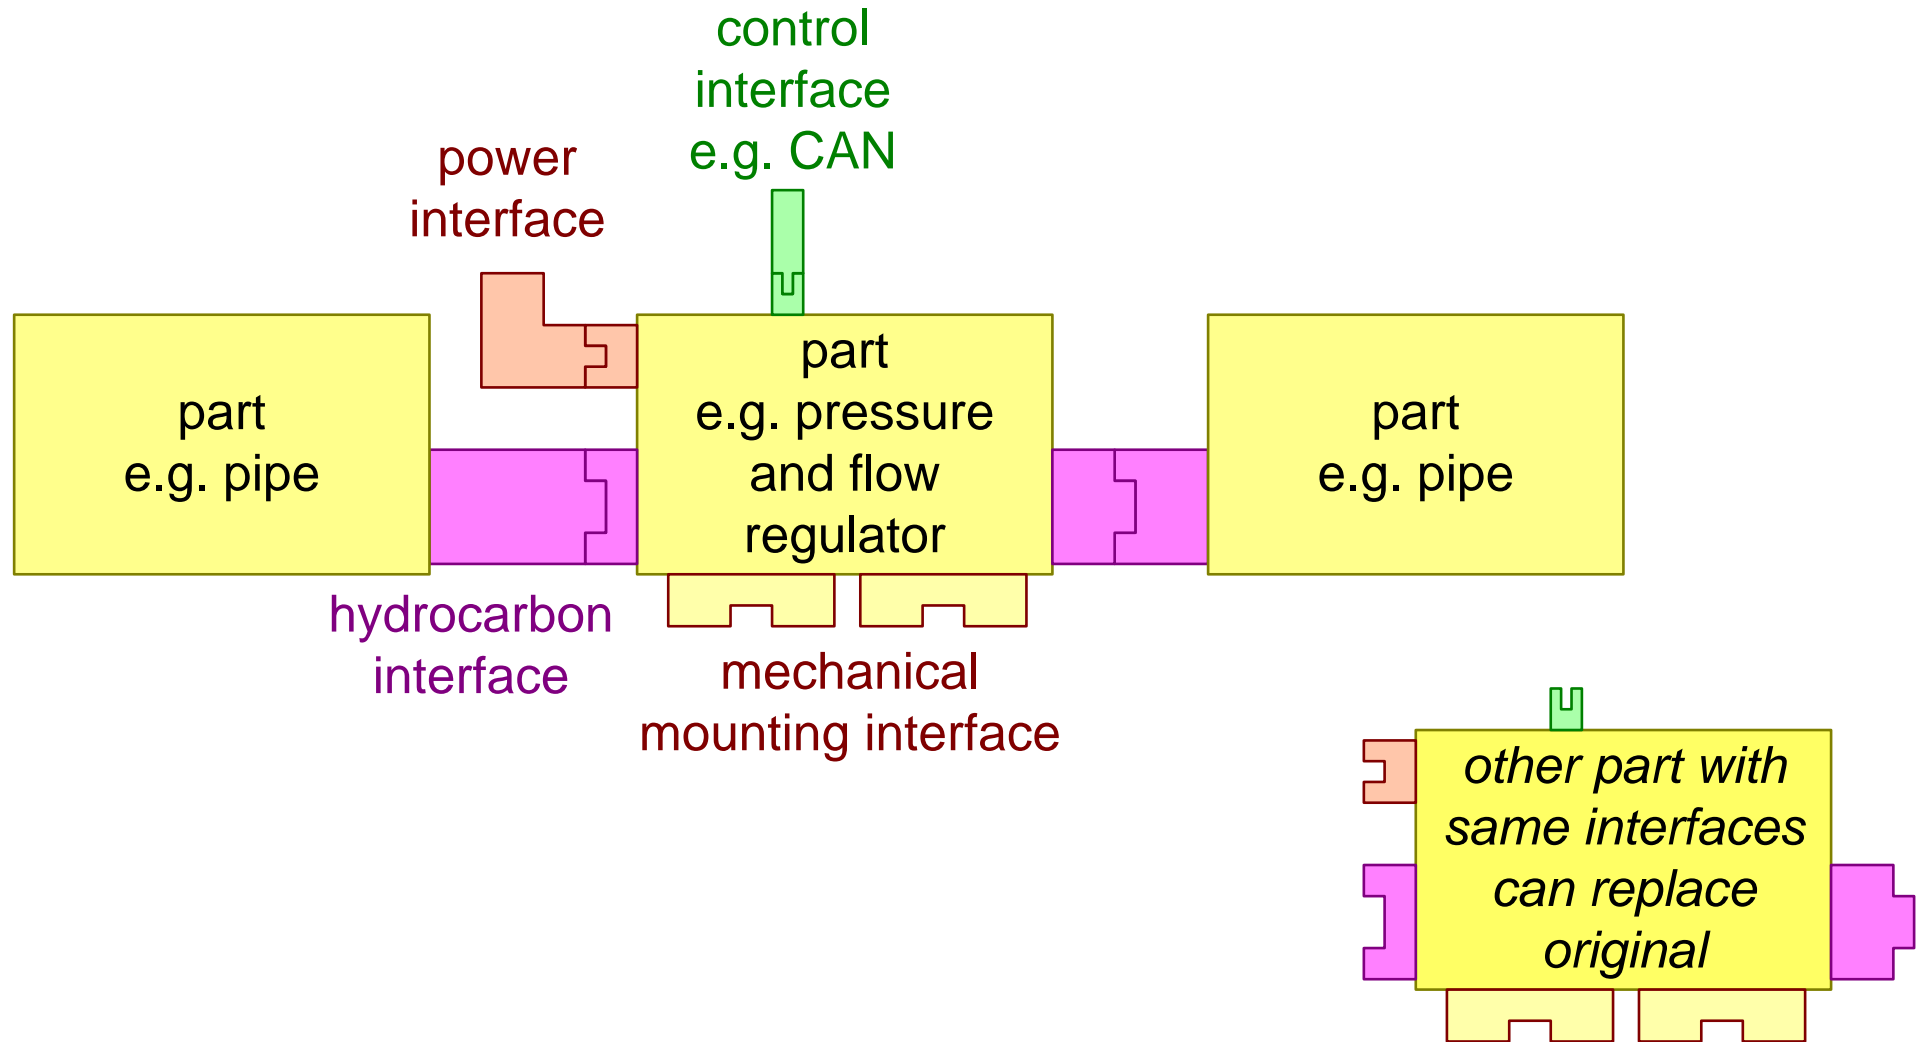 control
interface
e.g. CAN
power
interface
part
e.g. pipe
part
e.g. pressure
and flow
regulator
part
e.g. pipe
hydrocarbon
interface
mechanical
mounting interface
other part with
same interfaces
can replace
original